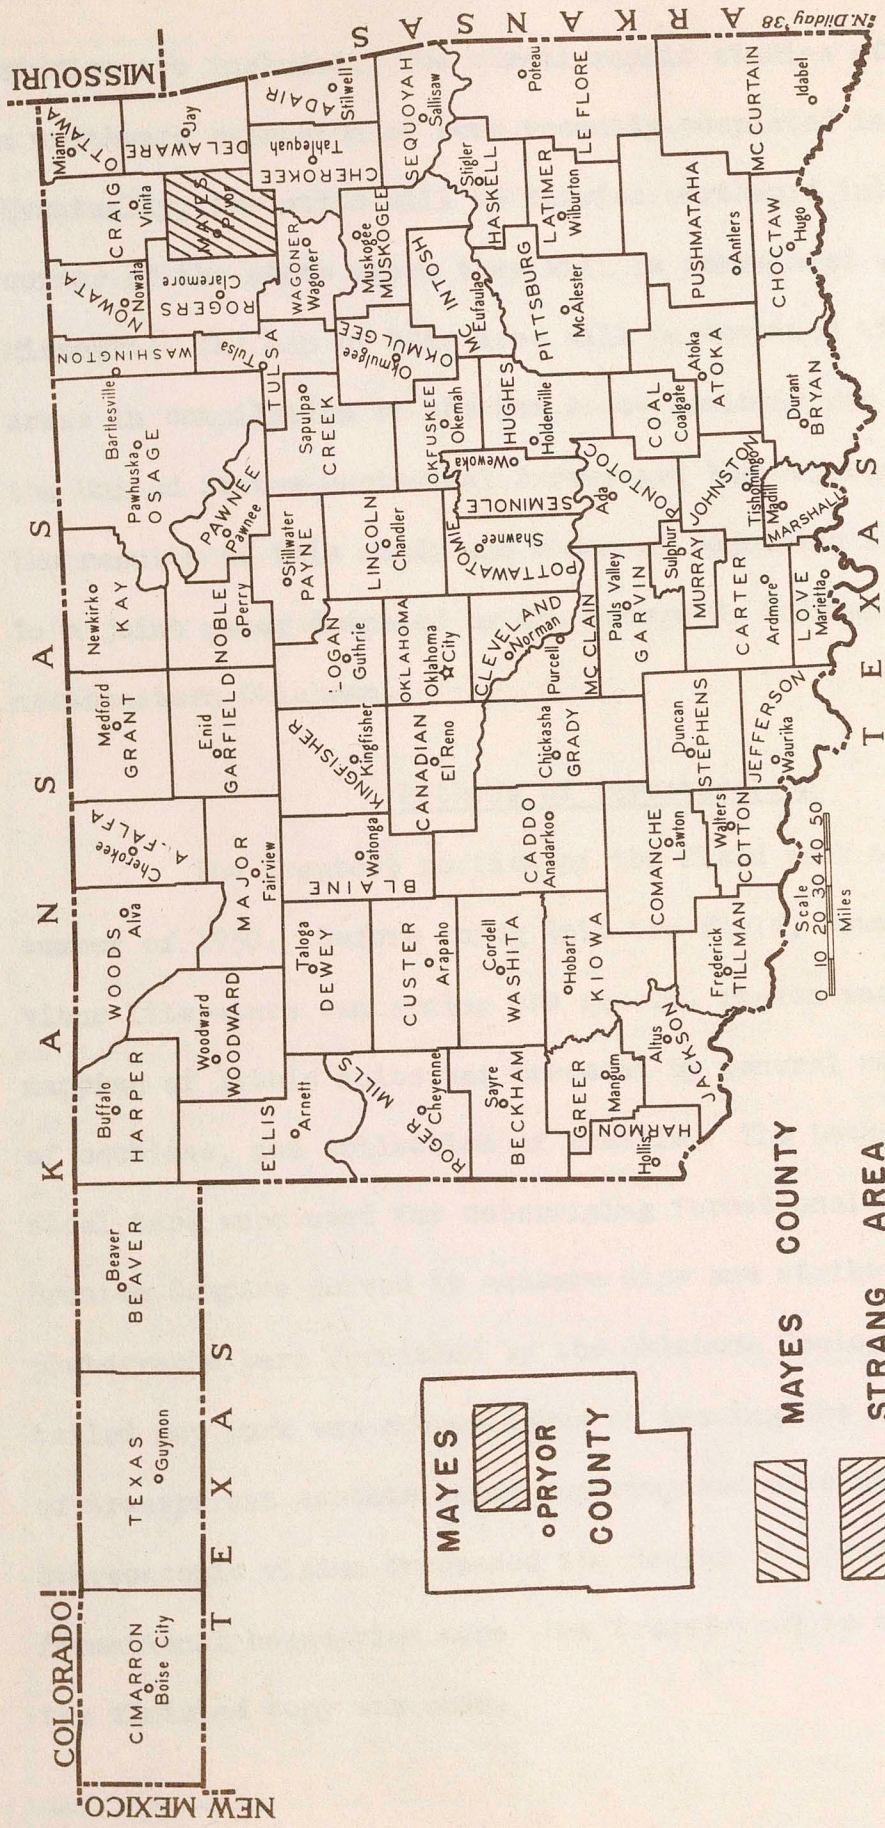 COLORADO
KANSAS
MISSOURI
NEW MEXICO
TEXAS
TEXAS
ARKANSAS
CIMARRON
Boise City
TEXAS
Guymon
BEAVER
Beaver
HARPER
Buffalo
WOODS
Alva
Cherokee
GRANT
Medford
KAY
Newkirk
OSAGE
Pawhuska
Bartlesville
WASHINGTON
NOWATA
Nowata
CRAIG
Vinita
OTTAWA
Miami
DELAWARE
Jay
MAYES
Pryor
ROGERS
Claremore
TULSA
Tulsa
PAWNEE
Pawnee
NOBLE
Perry
GARFIELD
Enid
MAJOR
Fairview
WOODWARD
Woodward
ELLIS
Arnett
DEWEY
Taloga
BLAINE
Watonga
KINGFISHER
Kingfisher
LOGAN
Guthrie
PAYNE
Stillwater
CREEK
Sapulpa
WAGONER
Wagoner
CHEROKEE
Tahlequah
ADAIR
Stilwell
SEQUOYAH
Sallisaw
MUSKOGEE
Muskogee
OKMULGEE
Okmulgee
OKFUSKEE
Okemah
LINCOLN
Chandler
OKLAHOMA
Oklahoma City
CANADIAN
El Reno
CUSTER
Arapaho
ROGER MILLS
Cheyenne
BECKHAM
Sayre
WASHITA
Cordell
CADDO
Anadarko
GRADY
Chickasha
CLEVELAND
Norman
MC CLAIN
Purcell
POTTAWATOMIE
Shawnee
SEMINOLE
Wewoka
HUGHES
Holdenville
MC INTOSH
Eufaula
HASKELL
Stigler
LE FLORE
Poteau
LATIMER
Wilburton
PITTSBURG
McAlester
COAL
Coalgate
PONTOTOC
Ada
GARVIN
Pauls Valley
MURRAY
Sulphur
STEPHENS
Duncan
COMANCHE
Lawton
KIOWA
Hobart
GREER
Mangum
HARMON
Hollis
JACKSON
Altus
TILLMAN
Frederick
COTTON
Walters
JEFFERSON
Waurika
CARTER
Ardmore
LOVE
Marietta
JOHNSTON
Tishomingo
MARSHALL
Madill
ATOKA
Atoka
BRYAN
Durant
PUSHMATAHA
Antlers
CHOCTAW
Hugo
MC CURTAIN
Idabel
Scale
0 10 20 30 40 50
Miles
MAYES
PRYOR
COUNTY
MAYES COUNTY
STRANG AREA
N. Dilday '38